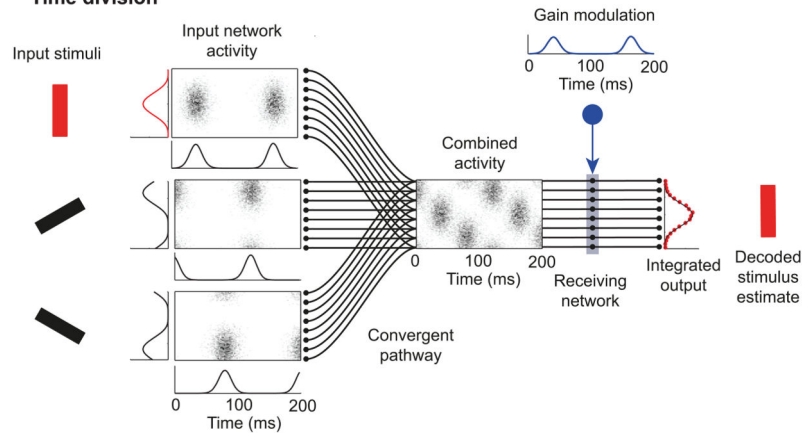 Time division
Input stimuli
Input network
activity
Gain modulation
0 100 200
Time (ms)
Combined
activity
0 100 200
Time (ms)
Receiving
network
Integrated
output
Decoded
stimulus
estimate
Convergent
pathway
0 100 200
Time (ms)